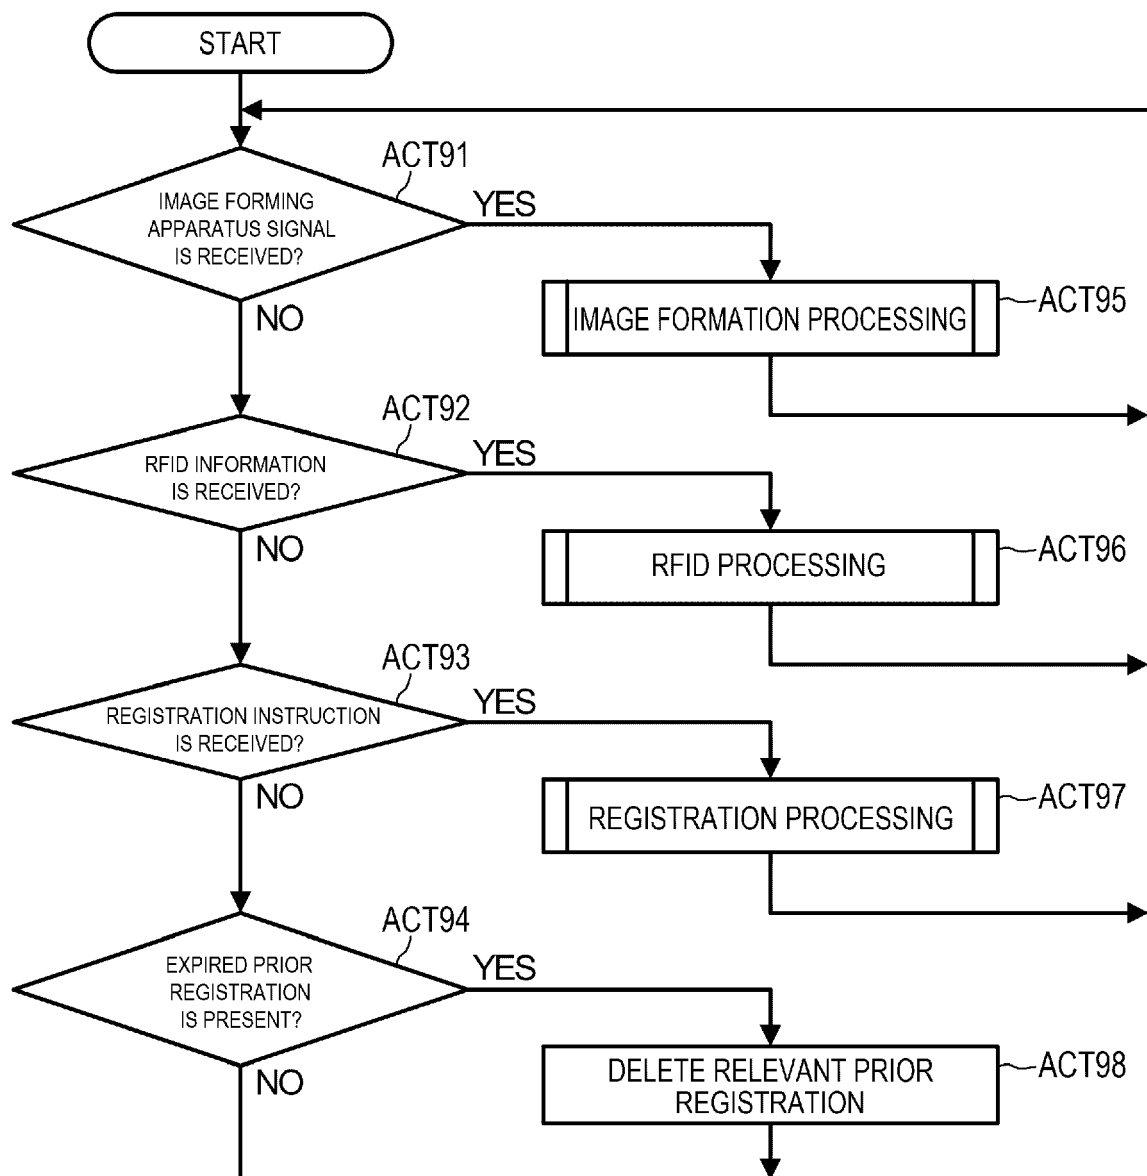 START
ACT91
IMAGE FORMING
APPARATUS SIGNAL
IS RECEIVED?
YES
NO
IMAGE FORMATION PROCESSING
ACT95
ACT92
RFID INFORMATION
IS RECEIVED?
YES
NO
RFID PROCESSING
ACT96
ACT93
REGISTRATION INSTRUCTION
IS RECEIVED?
YES
NO
REGISTRATION PROCESSING
ACT97
ACT94
EXPIRED PRIOR
REGISTRATION
IS PRESENT?
YES
NO
DELETE RELEVANT PRIOR
REGISTRATION
ACT98